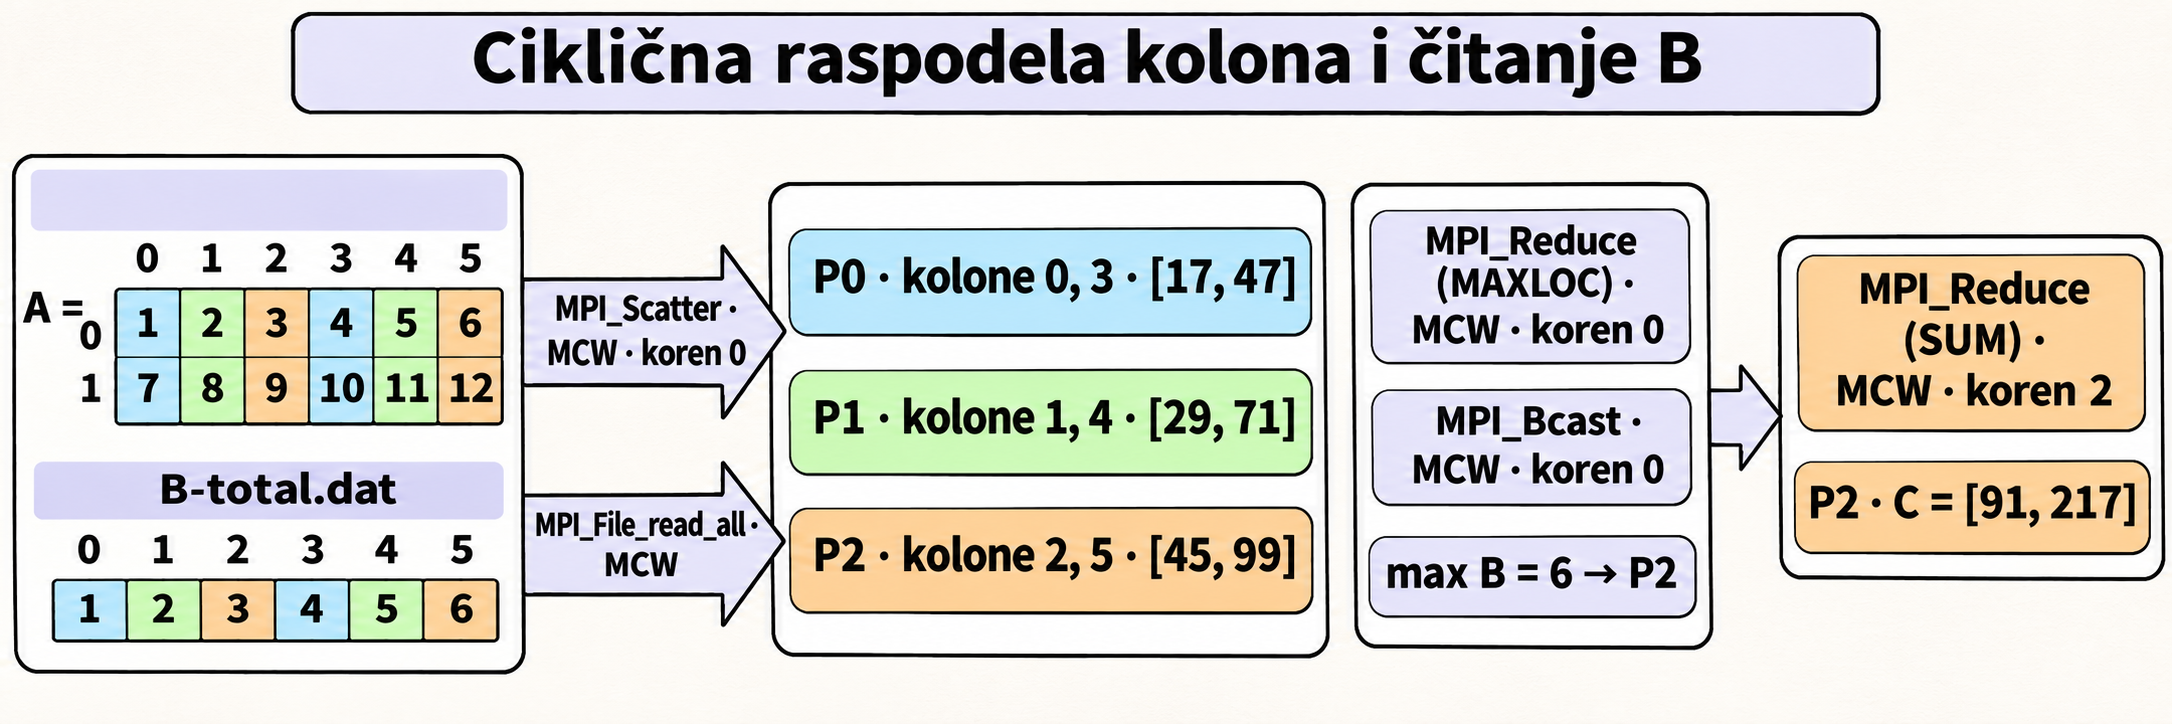 Ciklična raspodela kolona i čitanje B
0 1 2 3 4 5
A =
0 1 2 3 4 5 6
1 7 8 9 10 11 12
B-total.dat
0 1 2 3 4 5
1 2 3 4 5 6
MPI_Scatter ·
MCW · koren 0
MPI_File_read_all ·
MCW
P0 · kolone 0, 3 · [17, 47]
P1 · kolone 1, 4 · [29, 71]
P2 · kolone 2, 5 · [45, 99]
MPI_Reduce
(MAXLOC) ·
MCW · koren 0
MPI_Bcast ·
MCW · koren 0
max B = 6 → P2
MPI_Reduce
(SUM) ·
MCW · koren 2
P2 · C = [91, 217]